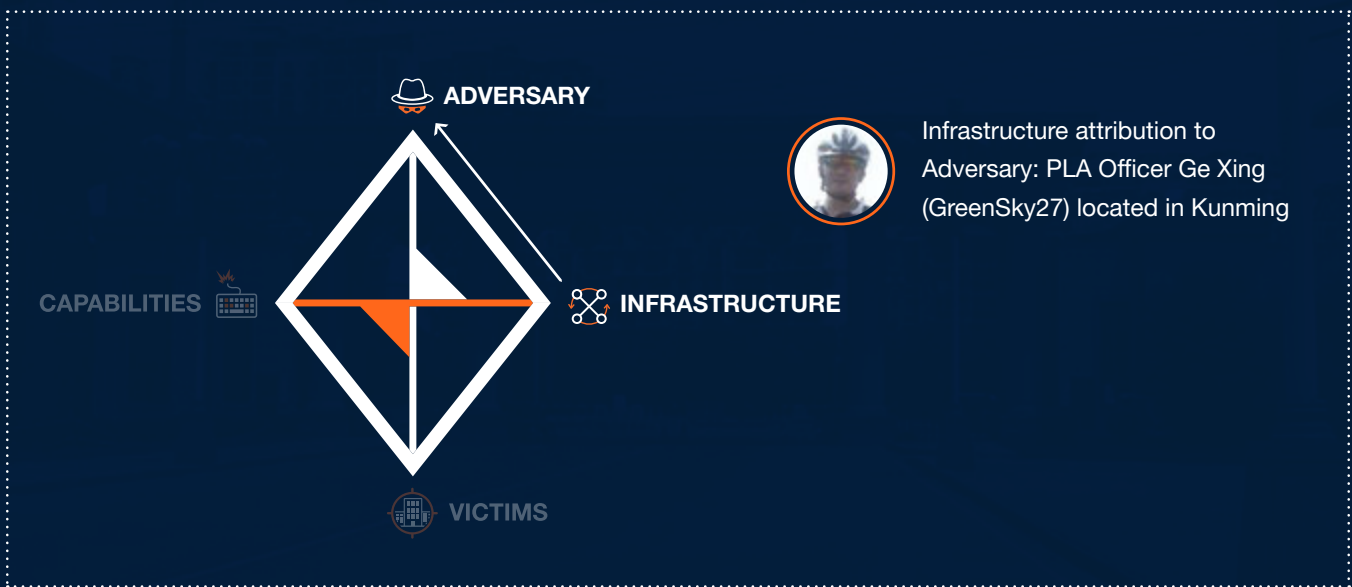 ADVERSARY
Infrastructure attribution to
Adversary: PLA Officer Ge Xing
(GreenSky27) located in Kunming
CAPABILITIES
INFRASTRUCTURE
VICTIMS